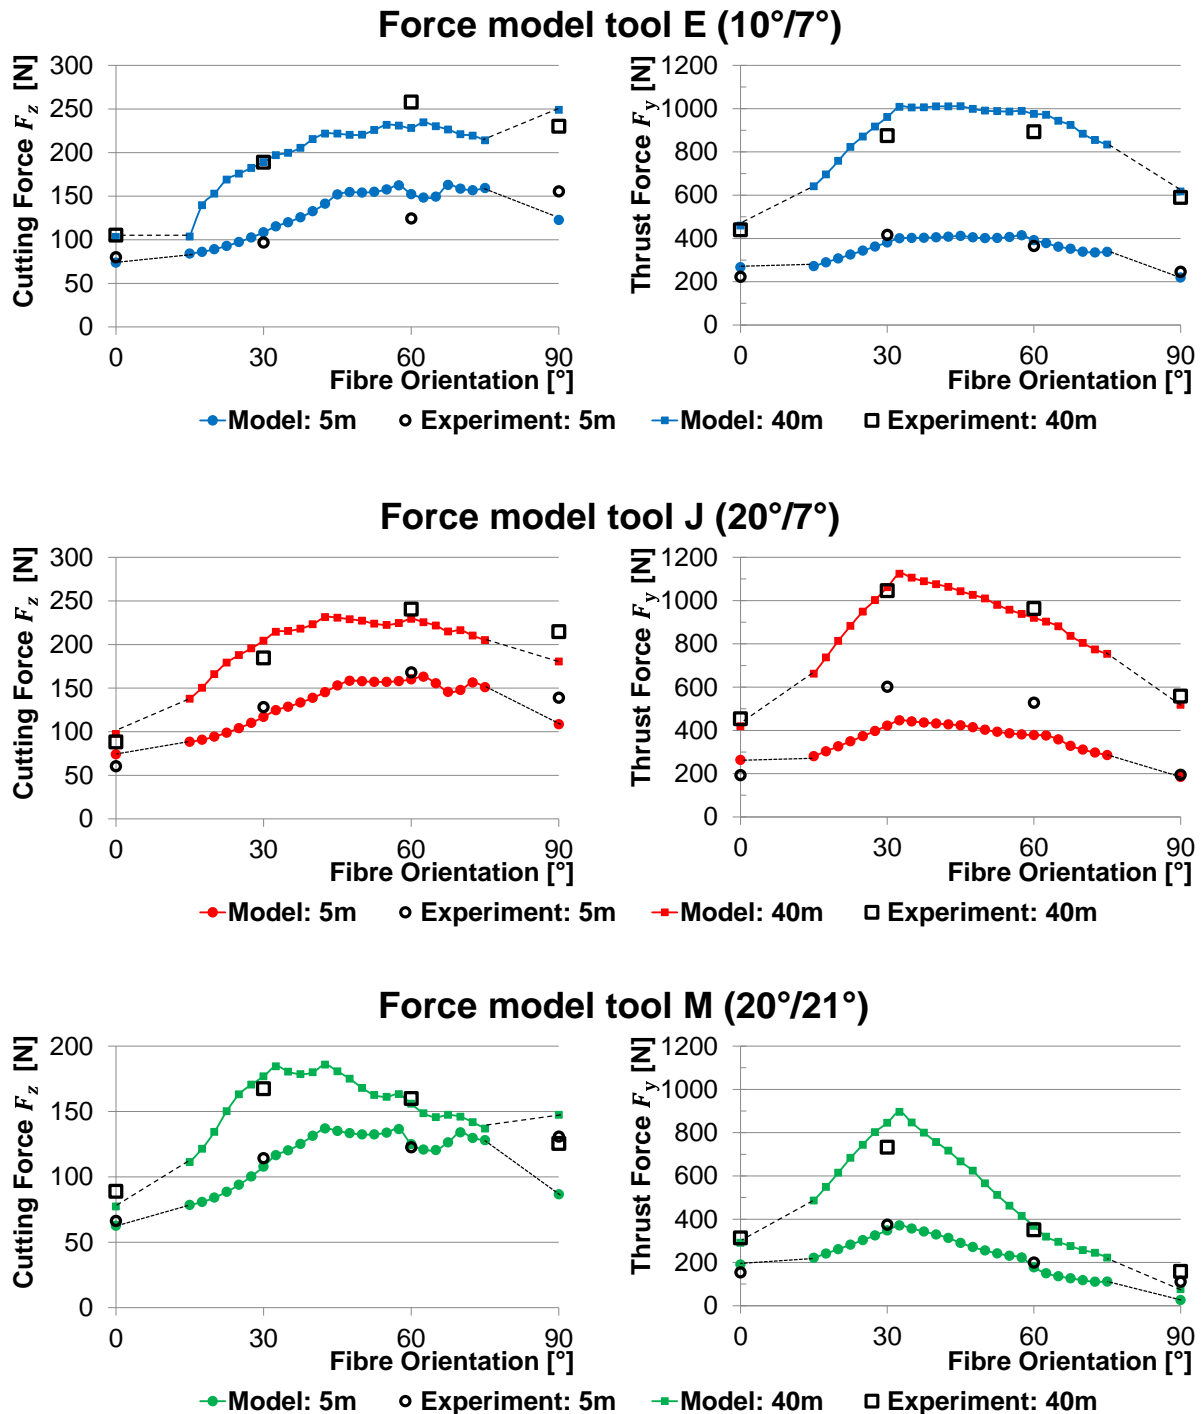 Force model tool E (10°/7°)
Cutting Force Fz [N]
300
250
200
150
100
50
0
0 30 60 90
Fibre Orientation [°]
Thrust Force Fy [N]
1200
1000
800
600
400
200
0
0 30 60 90
Fibre Orientation [°]
Model: 5m Experiment: 5m Model: 40m Experiment: 40m
Force model tool J (20°/7°)
Cutting Force Fz [N]
300
250
200
150
100
50
0
0 30 60 90
Fibre Orientation [°]
Thrust Force Fy [N]
1200
1000
800
600
400
200
0
0 30 60 90
Fibre Orientation [°]
Model: 5m Experiment: 5m Model: 40m Experiment: 40m
Force model tool M (20°/21°)
Cutting Force Fz [N]
200
150
100
50
0
0 30 60 90
Fibre Orientation [°]
Thrust Force Fy [N]
1200
1000
800
600
400
200
0
0 30 60 90
Fibre Orientation [°]
Model: 5m Experiment: 5m Model: 40m Experiment: 40m